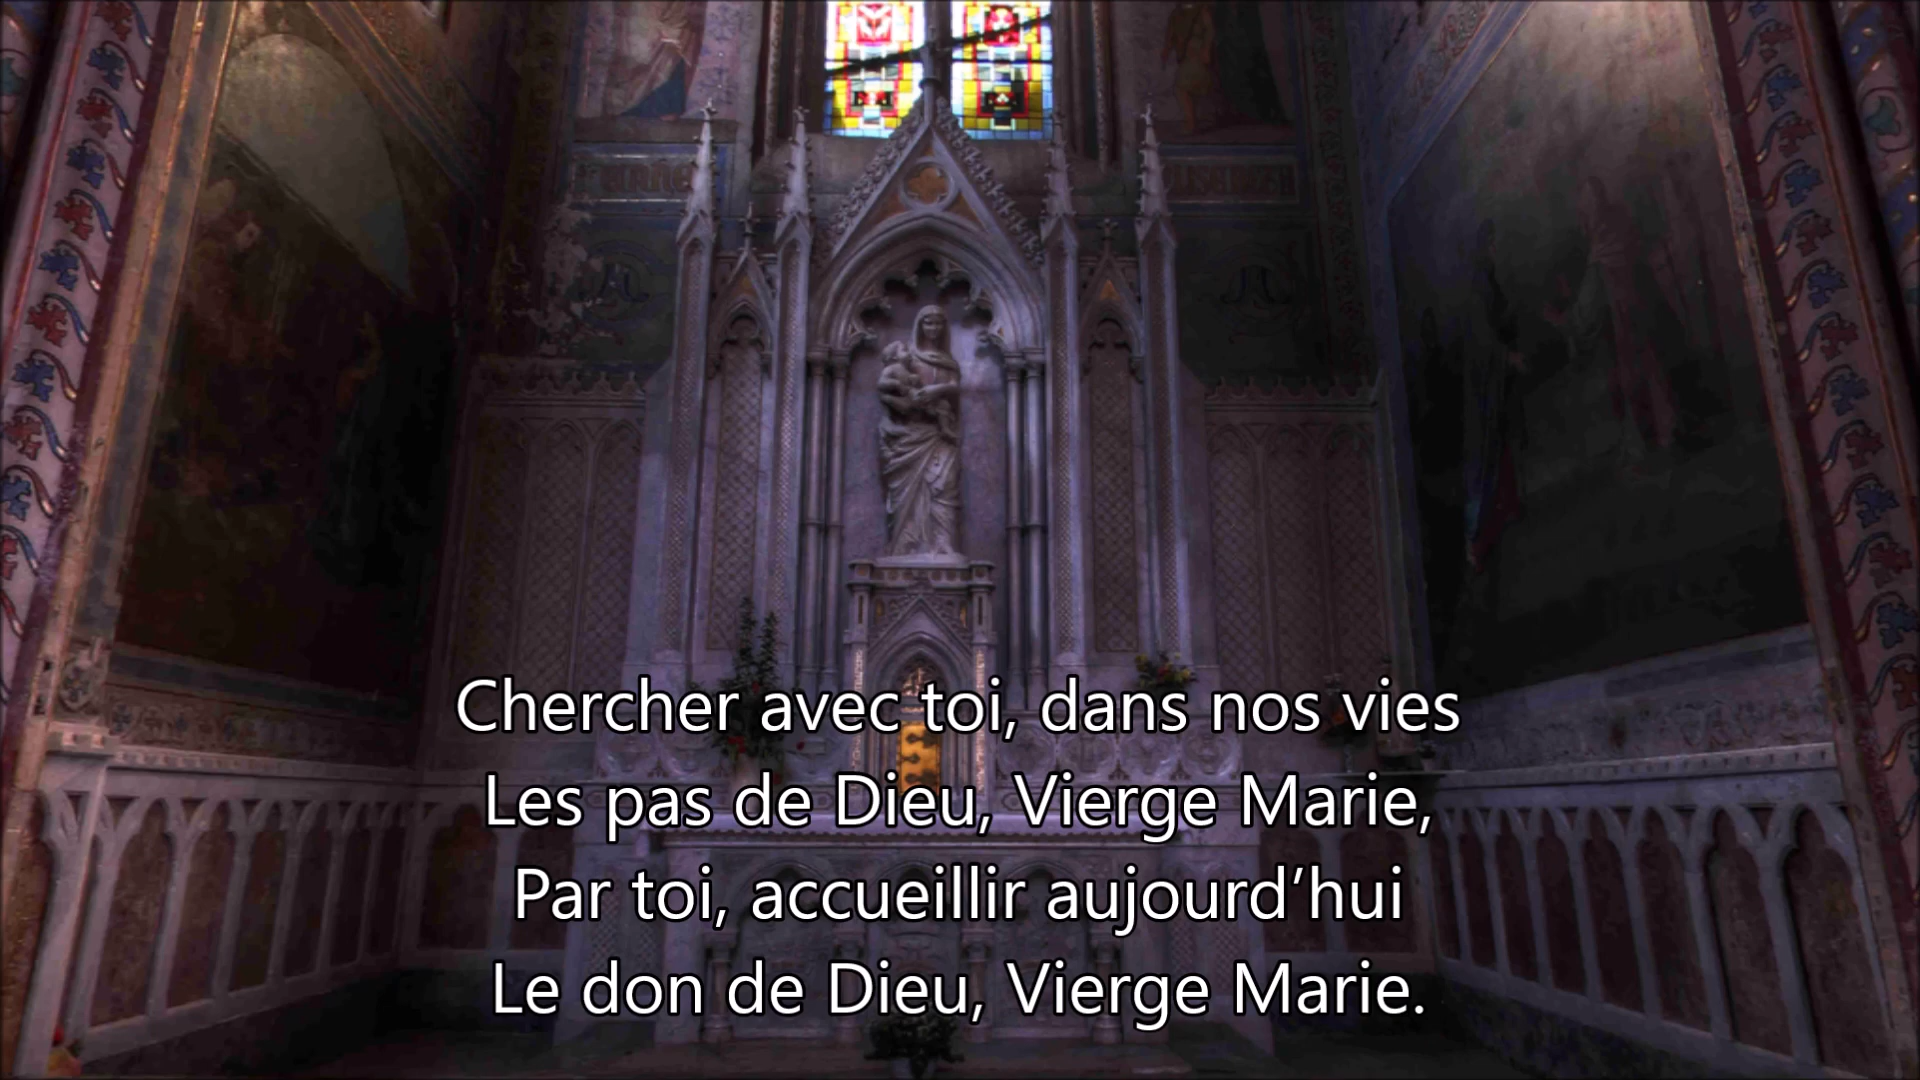 Chercher avec toi, dans nos vies
Les pas de Dieu, Vierge Marie,
Par toi, accueillir aujourd’hui
Le don de Dieu, Vierge Marie.